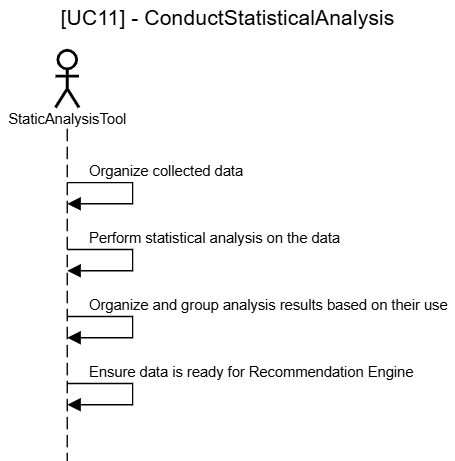 [UC11] - ConductStatisticalAnalysis
StaticAnalysisTool
Organize collected data
Perform statistical analysis on the data
Organize and group analysis results based on their use
Ensure data is ready for Recommendation Engine